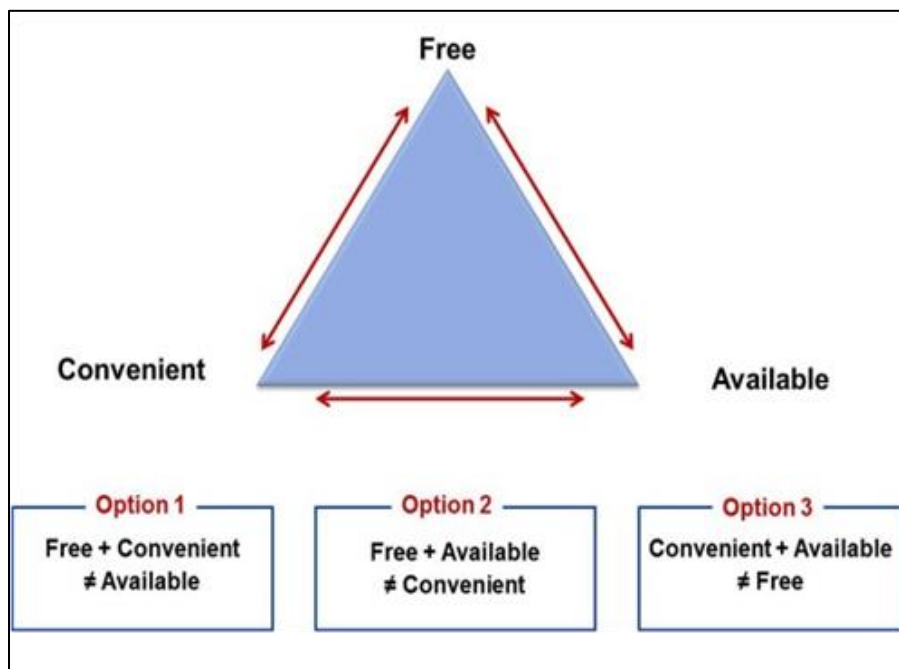 Free
Convenient
Available
Option 1
Free + Convenient
≠ Available
Option 2
Free + Available
≠ Convenient
Option 3
Convenient + Available
≠ Free